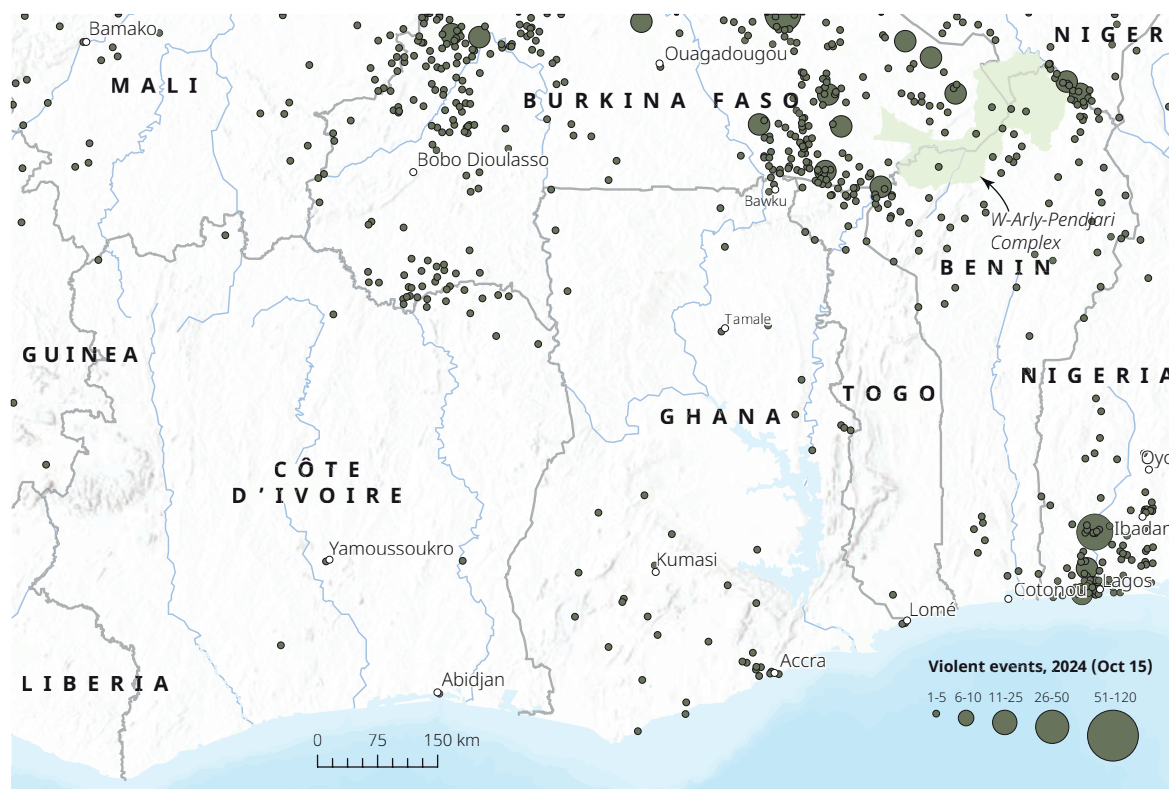 Bamako
NIGER
Ouagadougou
MALI
BURKINA FASO
Bobo Dioulasso
Bawku
W-Arly-Pendjari
Complex
BENIN
Tamale
GUINEA
NIGERIA
TOGO
GHANA
CÔTE
D'IVOIRE
Oyo
Ibadan
Yamoussoukro
Kumasi
Cotonou
Lagos
Lomé
Accra
Violent events, 2024 (Oct 15)
LIBERIA
Abidjan
1-5 6-10 11-25 26-50 51-120
0 75 150 km